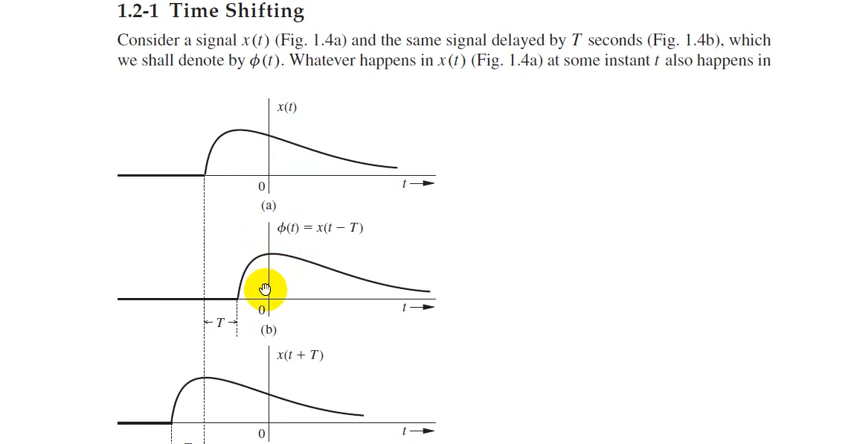 1.2-1 Time Shifting
Consider a signal x(t) (Fig. 1.4a) and the same signal delayed by T seconds (Fig. 1.4b), which
we shall denote by ϕ(t). Whatever happens in x(t) (Fig. 1.4a) at some instant t also happens in
x(t)
0
t
(a)
ϕ(t) = x(t − T)
0
t
T
(b)
x(t + T)
0
t